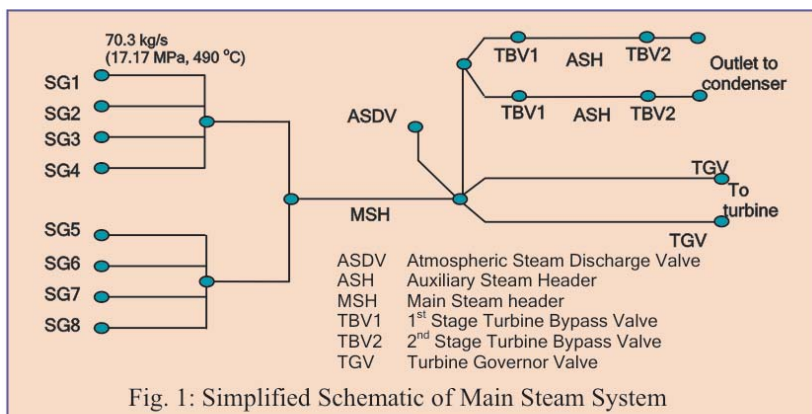 70.3 kg/s
(17.17 MPa, 490 °C)
SG1
SG2
SG3
SG4
SG5
SG6
SG7
SG8
ASDV
MSH
TBV1
ASH
TBV2
Outlet to
condenser
TBV1
ASH
TBV2
TGV
To
turbine
TGV
ASDV Atmospheric Steam Discharge Valve
ASH Auxiliary Steam Header
MSH Main Steam header
TBV1 1st Stage Turbine Bypass Valve
TBV2 2nd Stage Turbine Bypass Valve
TGV Turbine Governor Valve
Fig. 1: Simplified Schematic of Main Steam System